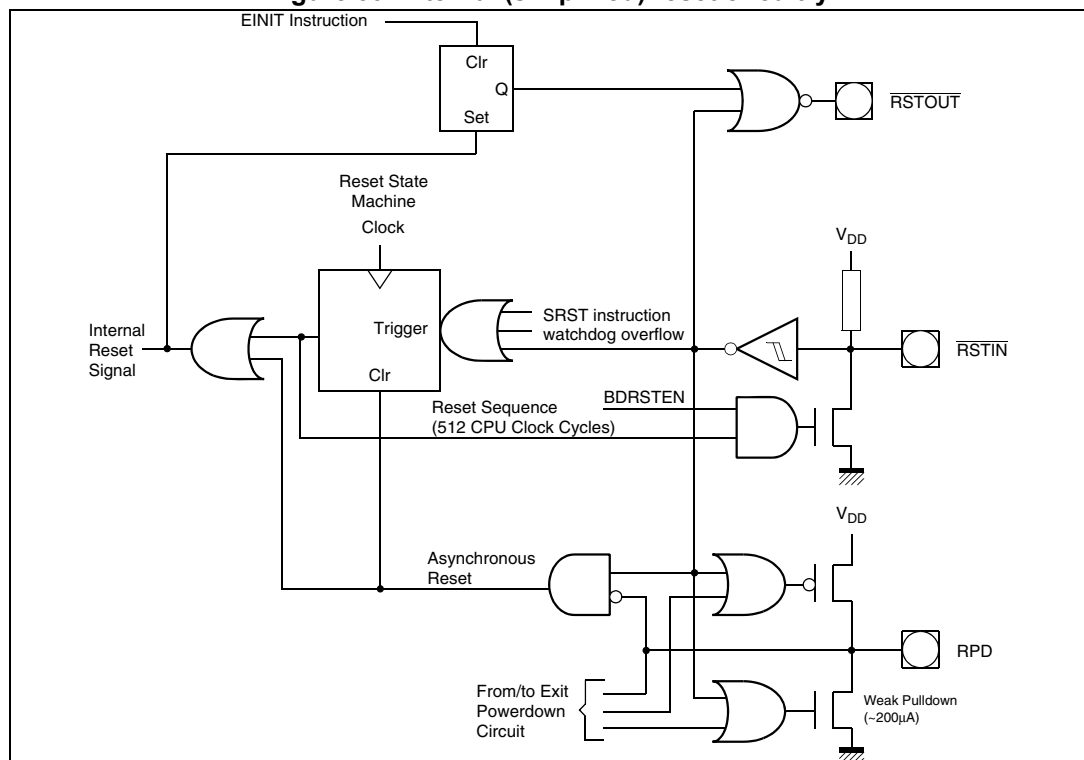 EINIT Instruction
Clr
Q
Set
RSTOUT
Reset State
Machine
Clock
VDD
Trigger
SRST instruction
watchdog overflow
Internal
Reset
Signal
RSTIN
Clr
BDRSTEN
Reset Sequence
(512 CPU Clock Cycles)
VDD
Asynchronous
Reset
RPD
From/to Exit
Powerdown
Circuit
Weak Pulldown
(~200µA)